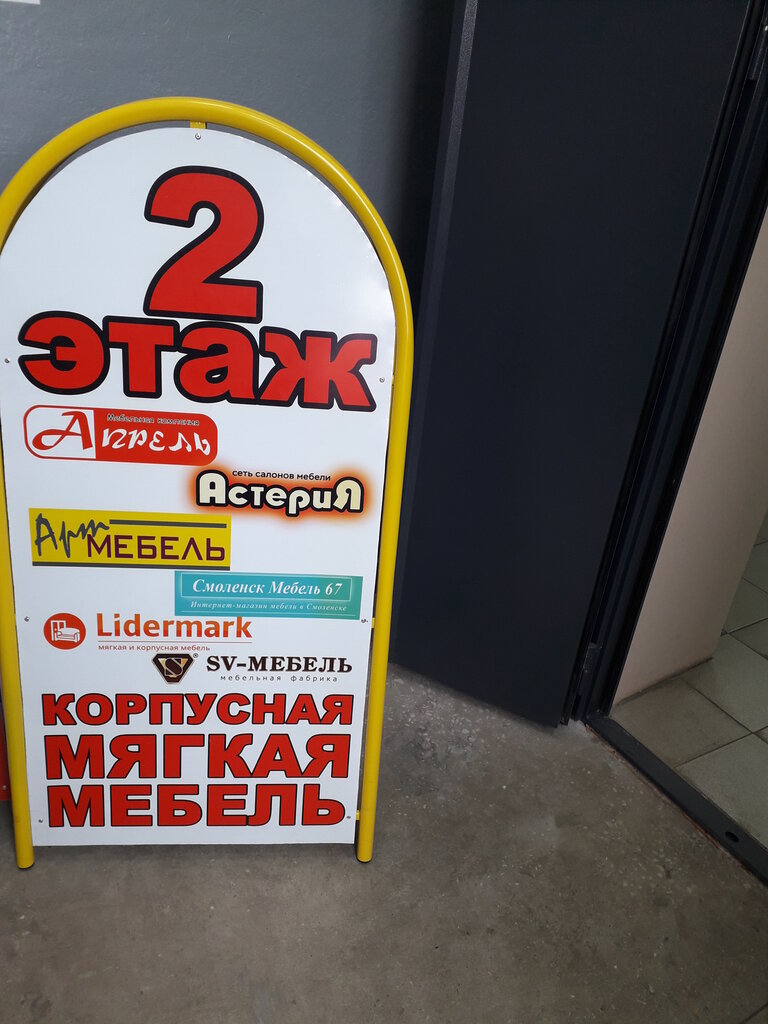 2
этаж
Мебельная компания
Апрель
сеть салонов мебели
АстериЯ
Арт
МЕБЕЛЬ
Смоленск Мебель 67
Интернет-магазин мебели в Смоленске
Lidermark
мягкая и корпусная мебель
SV-МЕБЕЛЬ
мебельная фабрика
КОРПУСНАЯ
МЯГКАЯ
МЕБЕЛЬ